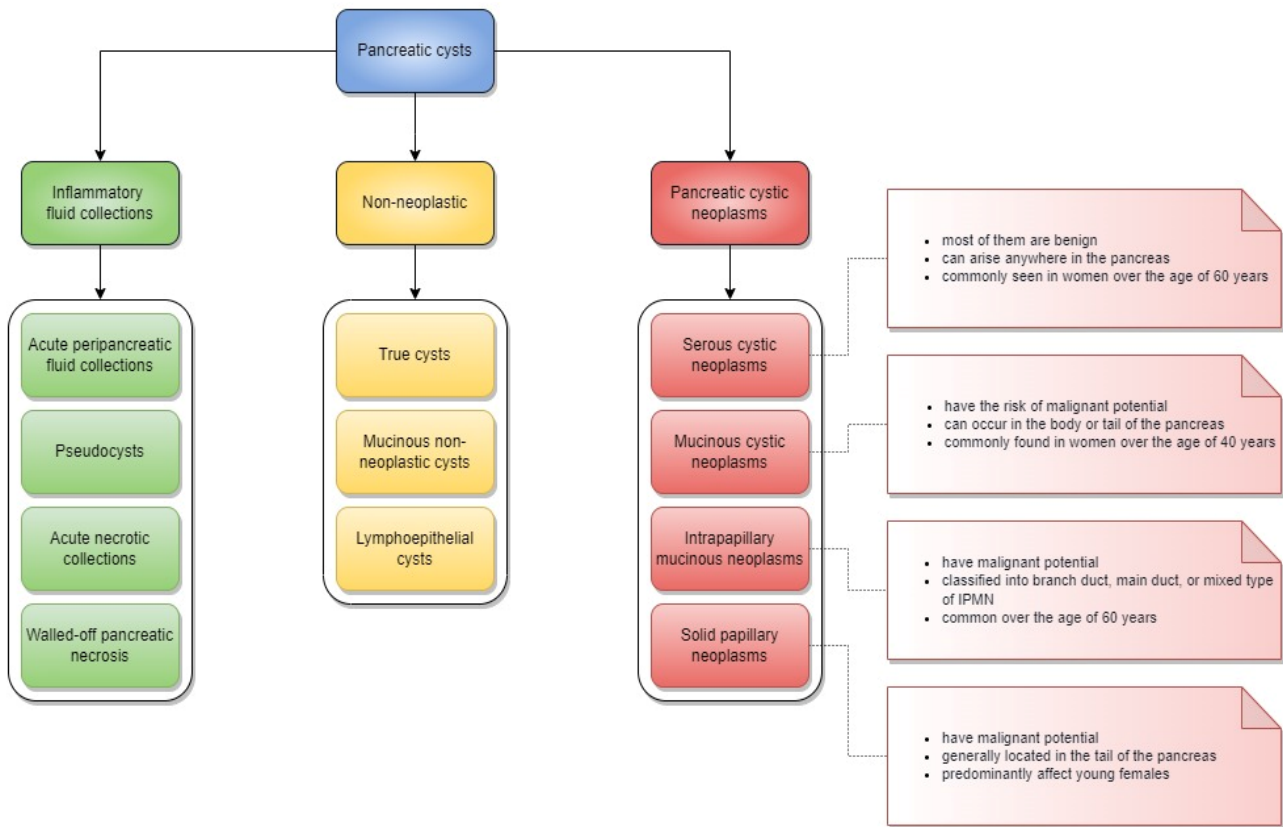 Pancreatic cysts
Inflammatory
fluid collections
Acute peripancreatic
fluid collections
Pseudocysts
Acute necrotic
collections
Walled-off pancreatic
necrosis
Non-neoplastic
True cysts
Mucinous non-
neoplastic cysts
Lymphoepithelial
cysts
Pancreatic cystic
neoplasms
Serous cystic
neoplasms
• most of them are benign
• can arise anywhere in the pancreas
• commonly seen in women over the age of 60 years
Mucinous cystic
neoplasms
• have the risk of malignant potential
• can occur in the body or tail of the pancreas
• commonly found in women over the age of 40 years
Intrapapillary
mucinous neoplasms
• have malignant potential
• classified into branch duct, main duct, or mixed type
of IPMN
• common over the age of 60 years
Solid papillary
neoplasms
• have malignant potential
• generally located in the tail of the pancreas
• predominantly affect young females